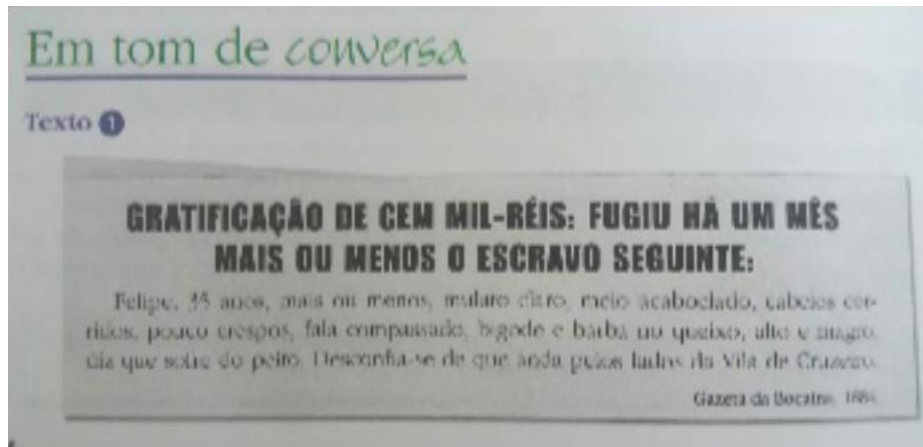 Em tom de conversa
Texto 1
GRATIFICAÇÃO DE CEM MIL-RÉIS: FUGIU HÁ UM MÊS
MAIS OU MENOS O ESCRAVO SEGUINTE:
Felipe, 35 anos, mais ou menos, mulato claro, meio acaboclado, cabelos cor-
ridos, pouco crespos, fala compassado, bigode e barba no queixo, alto e magro,
diz que sofre do peito. Desconfia-se de que anda pelos lados da Vila de
Gazeta da Bocaina,